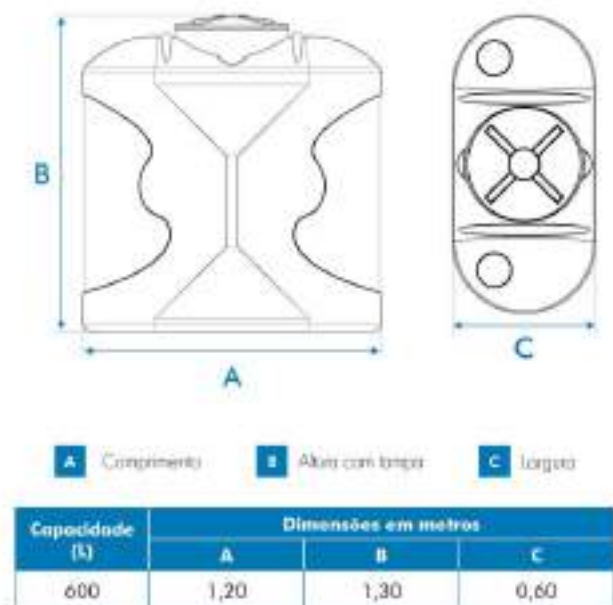 B
A
C
A Comprimento B Altura com tampa C Largura
Capacidade (L) Dimensões em metros
A B C
600 1,20 1,30 0,60